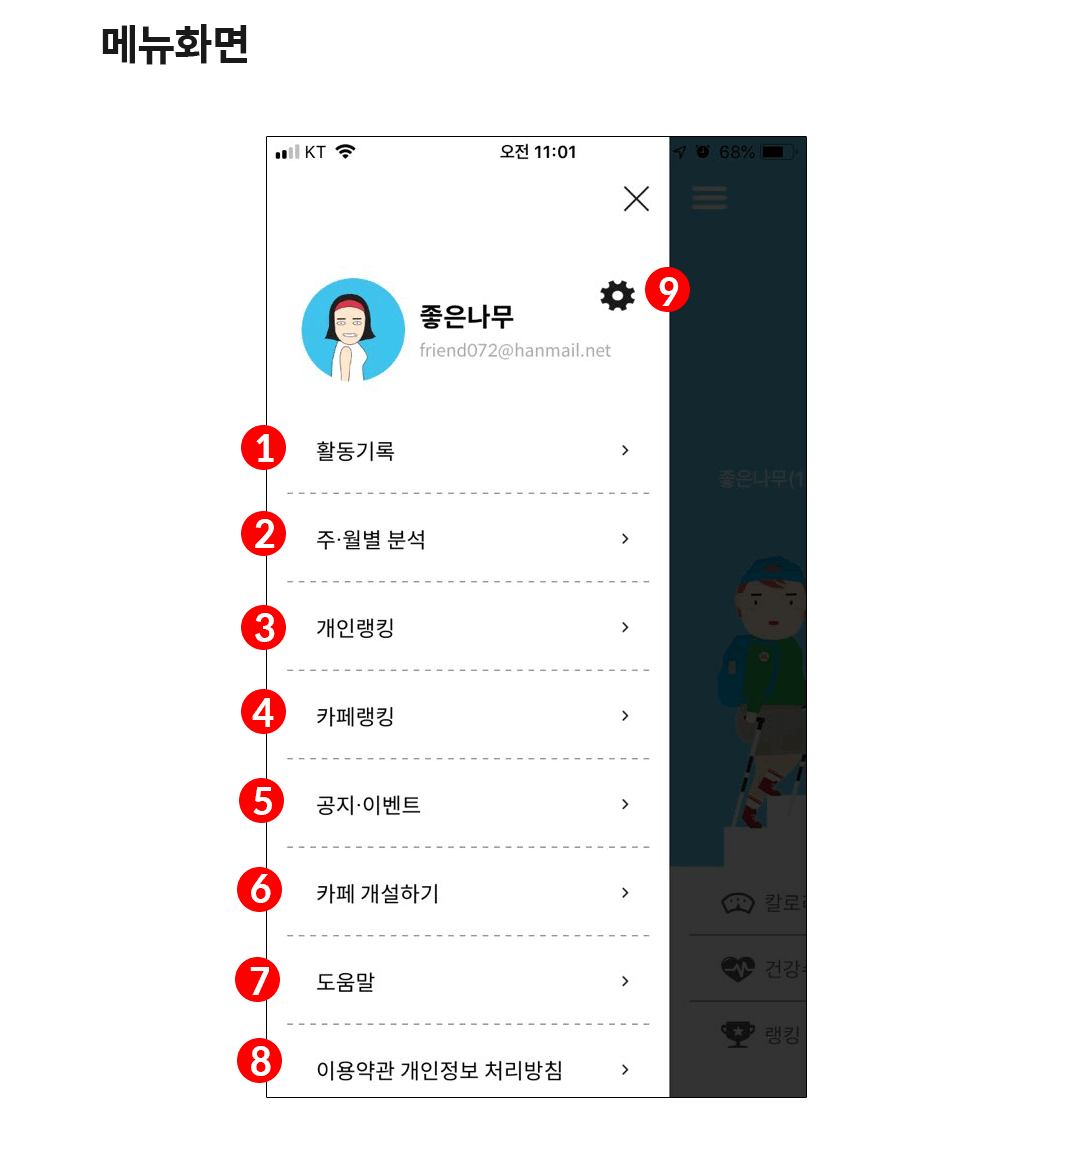 메뉴화면
KT 오전 11:01 68%
9
좋은나무
friend072@hanmail.net
1 활동기록
좋은나무(1
2 주·월별 분석
3 개인랭킹
4 카페랭킹
5 공지·이벤트
6 카페 개설하기
칼로
건강
7 도움말
랭킹
8 이용약관 개인정보 처리방침